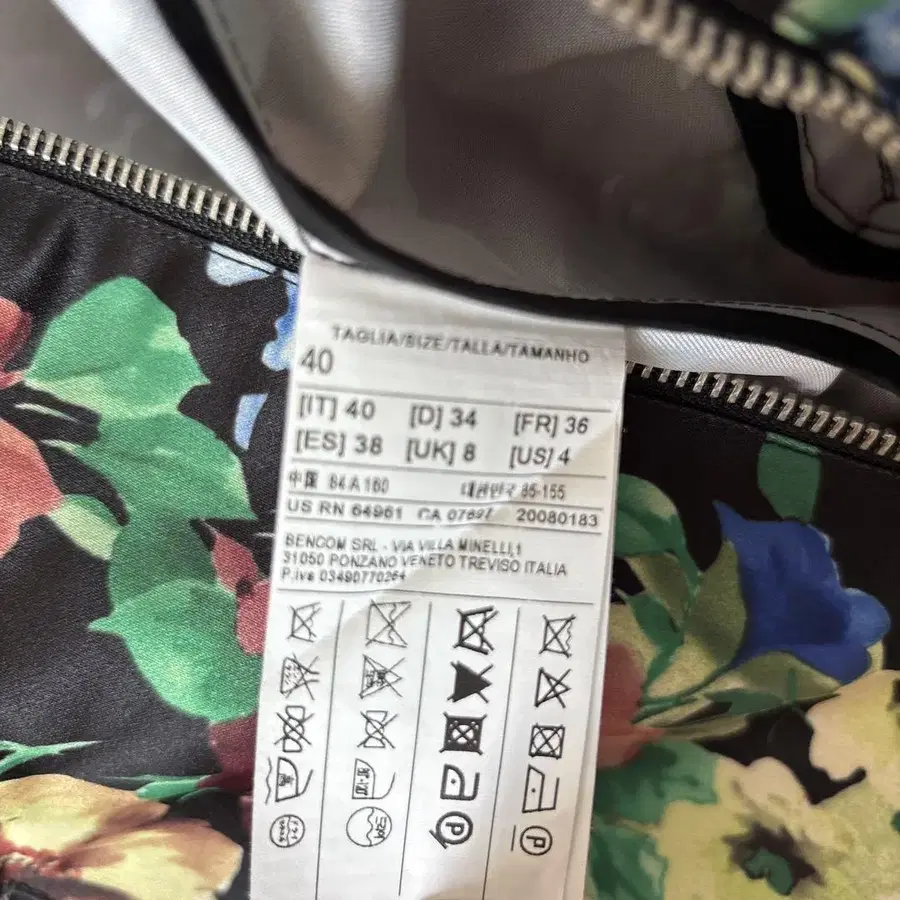 TAGLIA/SIZE/TALLA/TAMANHO
40
[IT] 40 [D] 34 [FR] 36
[ES] 38 [UK] 8 [US] 4
中国 84 A 160 대한민국 85-155
US RN 64961 CA 07697 20080183
BENCOM SRL - VIA VILLA MINELLI,1
31050 PONZANO VENETO TREVISO ITALIA
P.iva 03490770264
P P